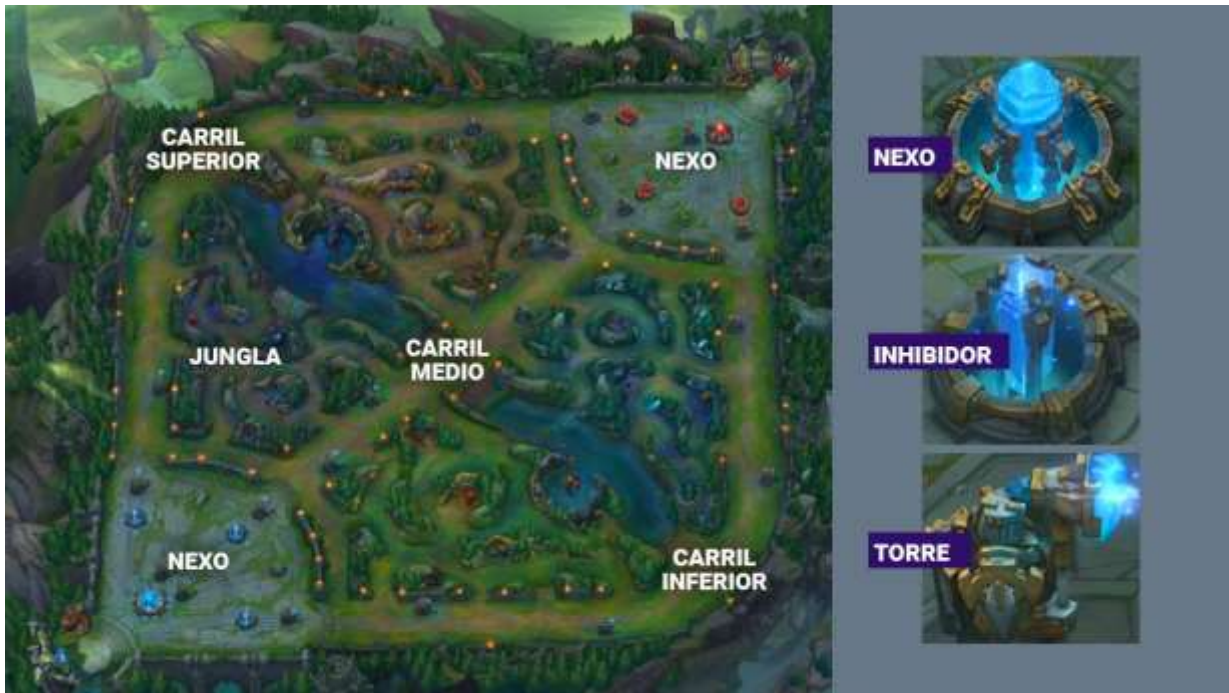 CARRIL
SUPERIOR
NEXO
JUNGLA
CARRIL
MEDIO
NEXO
CARRIL
INFERIOR
NEXO
INHIBIDOR
TORRE